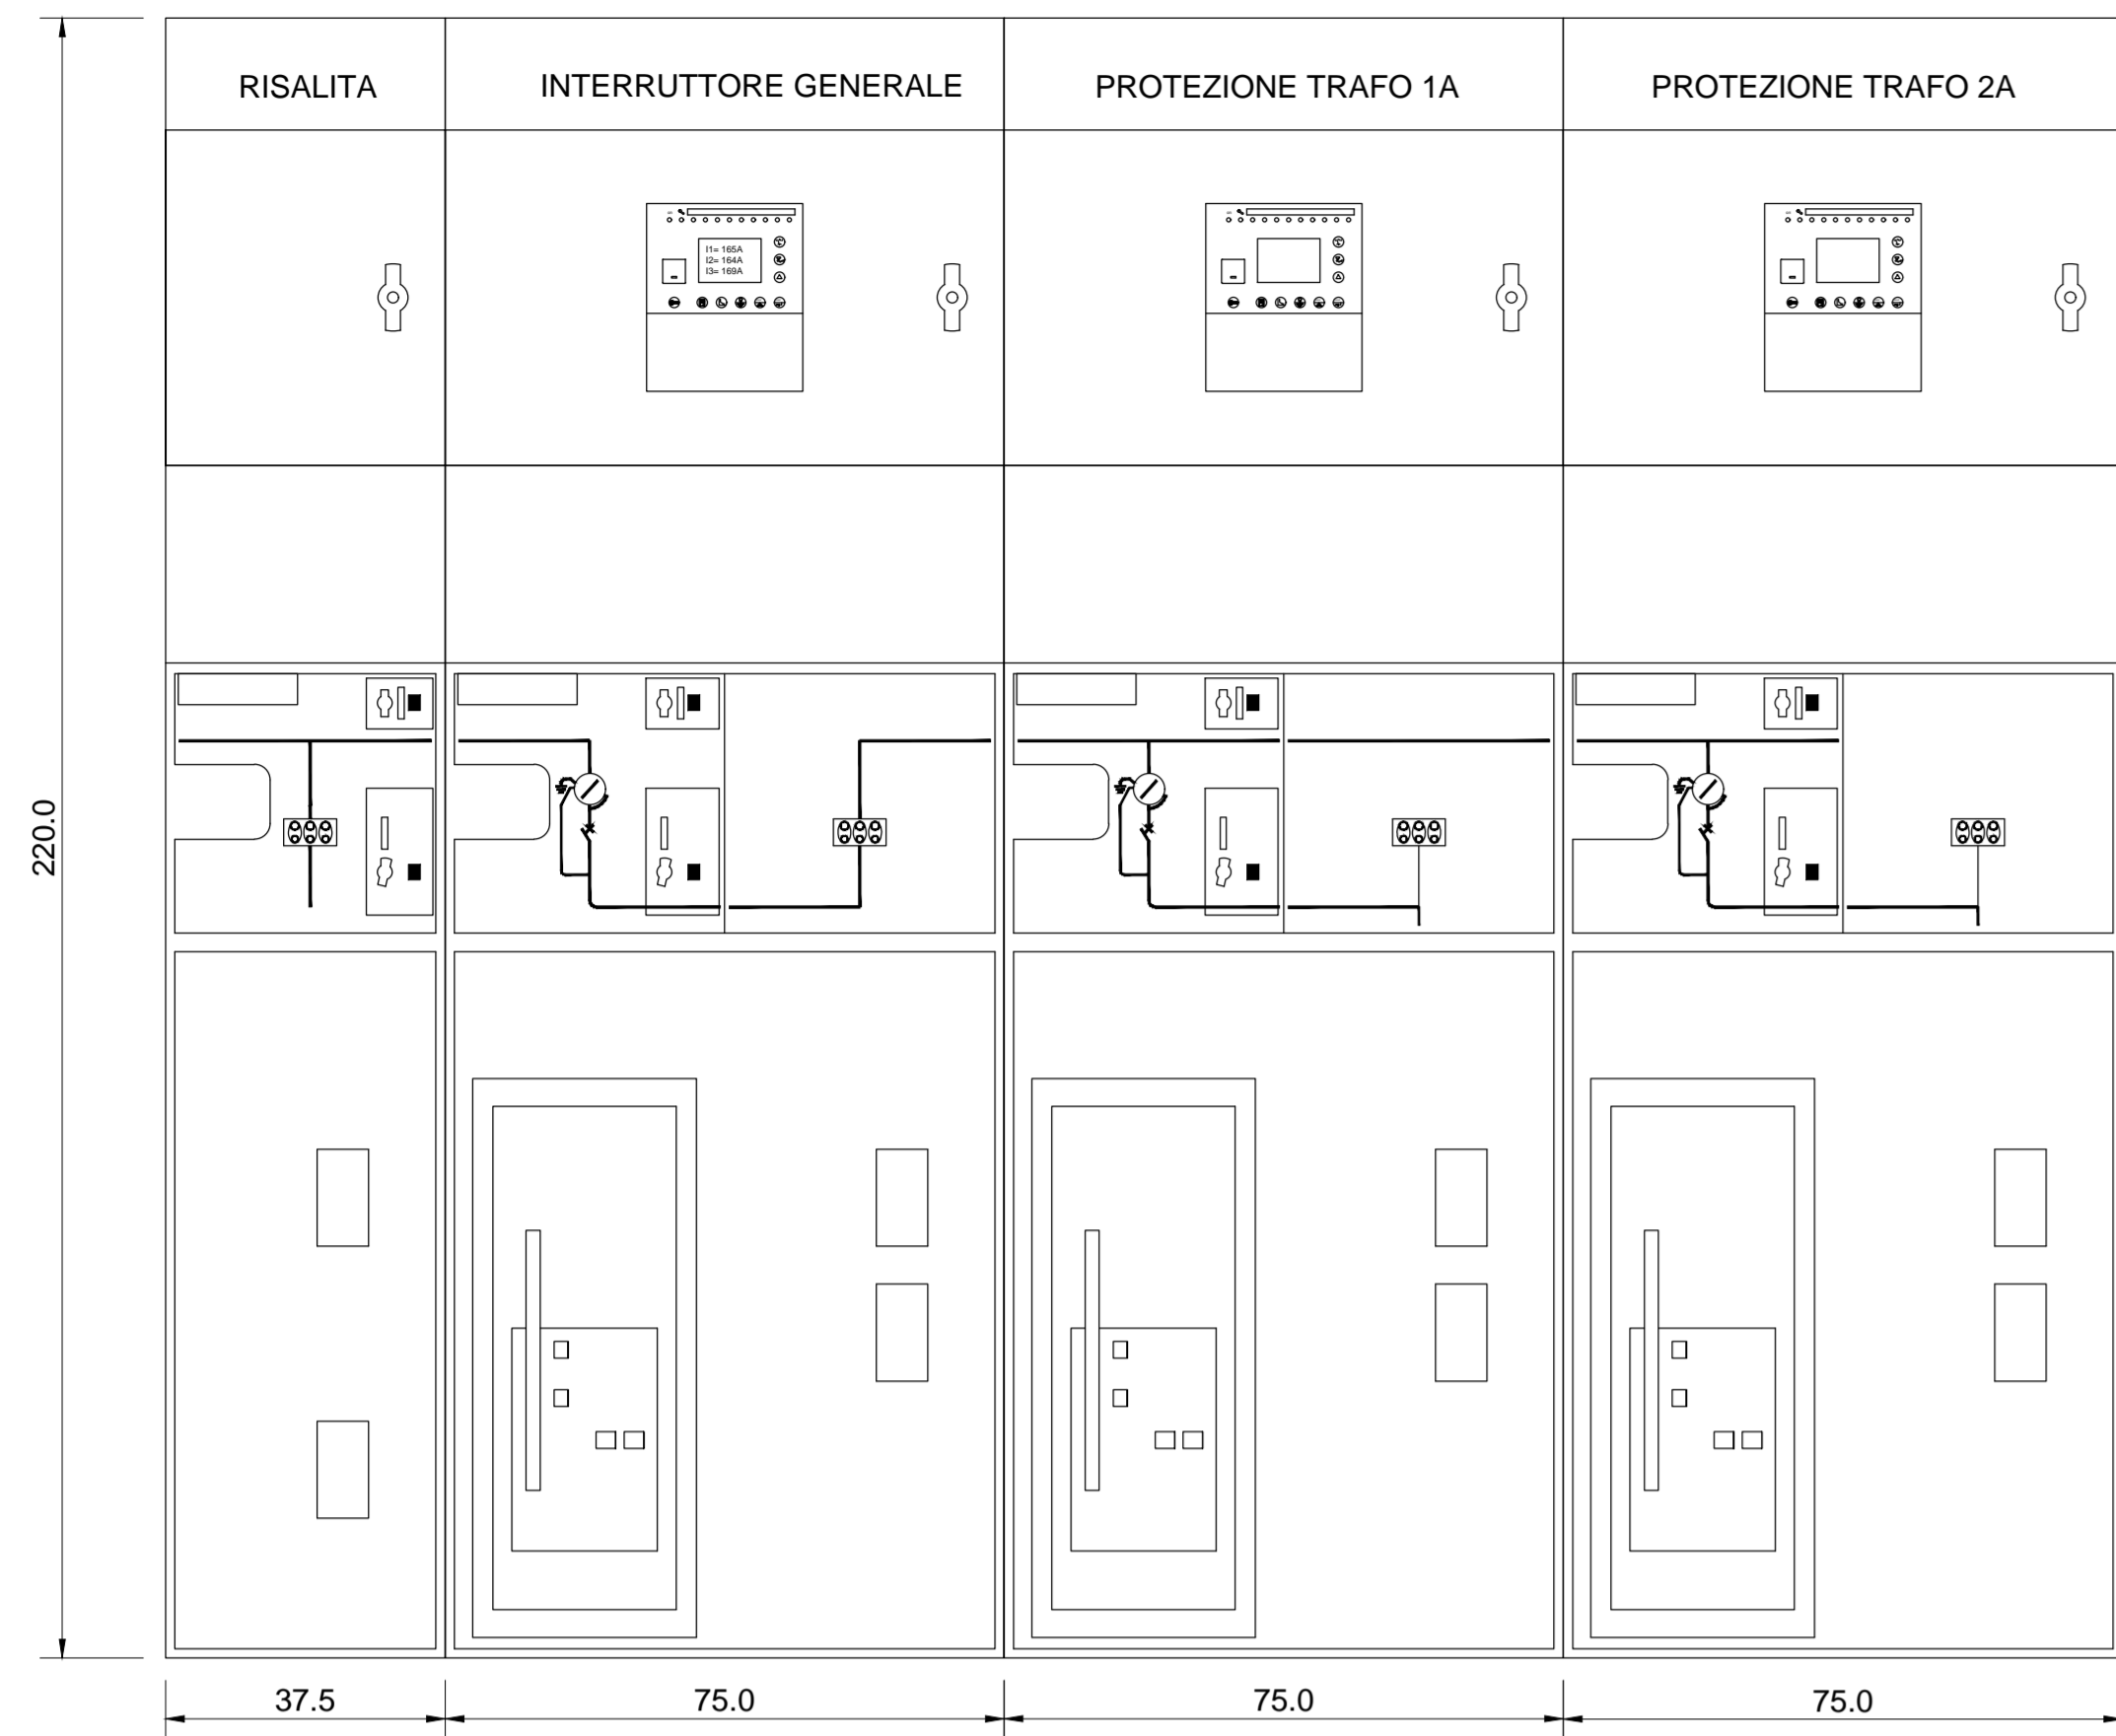 RISALITA
INTERRUTTORE GENERALE
PROTEZIONE TRAFO 1A
PROTEZIONE TRAFO 2A
I1= 165A
I2= 164A
I3= 169A
220.0
37.5
75.0
75.0
75.0